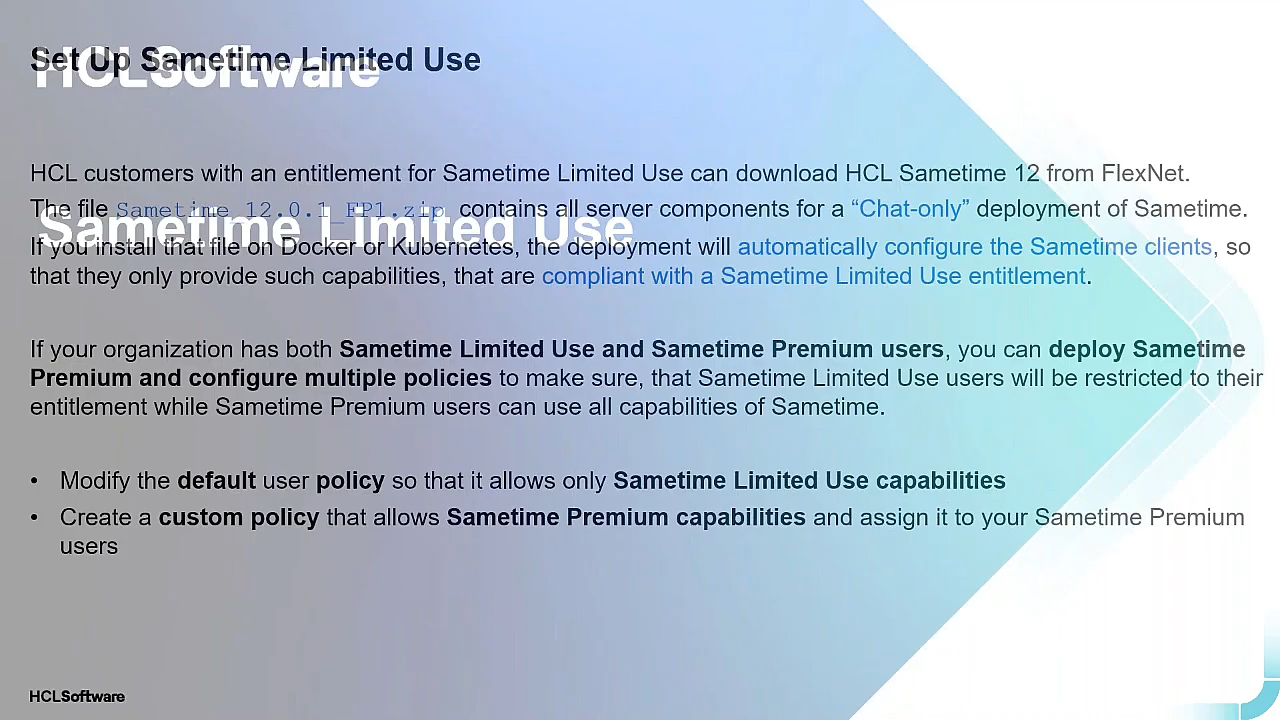 Set Up Sametime Limited Use
HCLSoftware
HCL customers with an entitlement for Sametime Limited Use can download HCL Sametime 12 from FlexNet.
The file Sametime_12.0.1_FP1.zip contains all server components for a “Chat-only” deployment of Sametime.
Sametime Limited Use
If you install that file on Docker or Kubernetes, the deployment will automatically configure the Sametime clients, so
that they only provide such capabilities, that are compliant with a Sametime Limited Use entitlement.
If your organization has both Sametime Limited Use and Sametime Premium users, you can deploy Sametime
Premium and configure multiple policies to make sure, that Sametime Limited Use users will be restricted to their
entitlement while Sametime Premium users can use all capabilities of Sametime.
• Modify the default user policy so that it allows only Sametime Limited Use capabilities
• Create a custom policy that allows Sametime Premium capabilities and assign it to your Sametime Premium
users
HCLSoftware